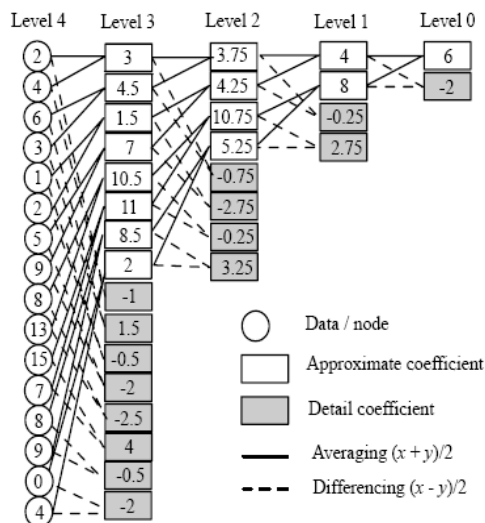 Level 4 Level 3 Level 2 Level 1 Level 0
2 3 3.75 4 6
4 4.5 4.25 8 -2
6 1.5 10.75 -0.25
3 7 5.25 2.75
1 10.5 -0.75
2 11 -2.75
5 8.5 -0.25
9 2 3.25
8 -1
13 1.5
15 -0.5
7 -2
8 -2.5
9 4
0 -0.5
4 -2
Data / node
Approximate coefficient
Detail coefficient
Averaging (x + y)/2
Differencing (x - y)/2